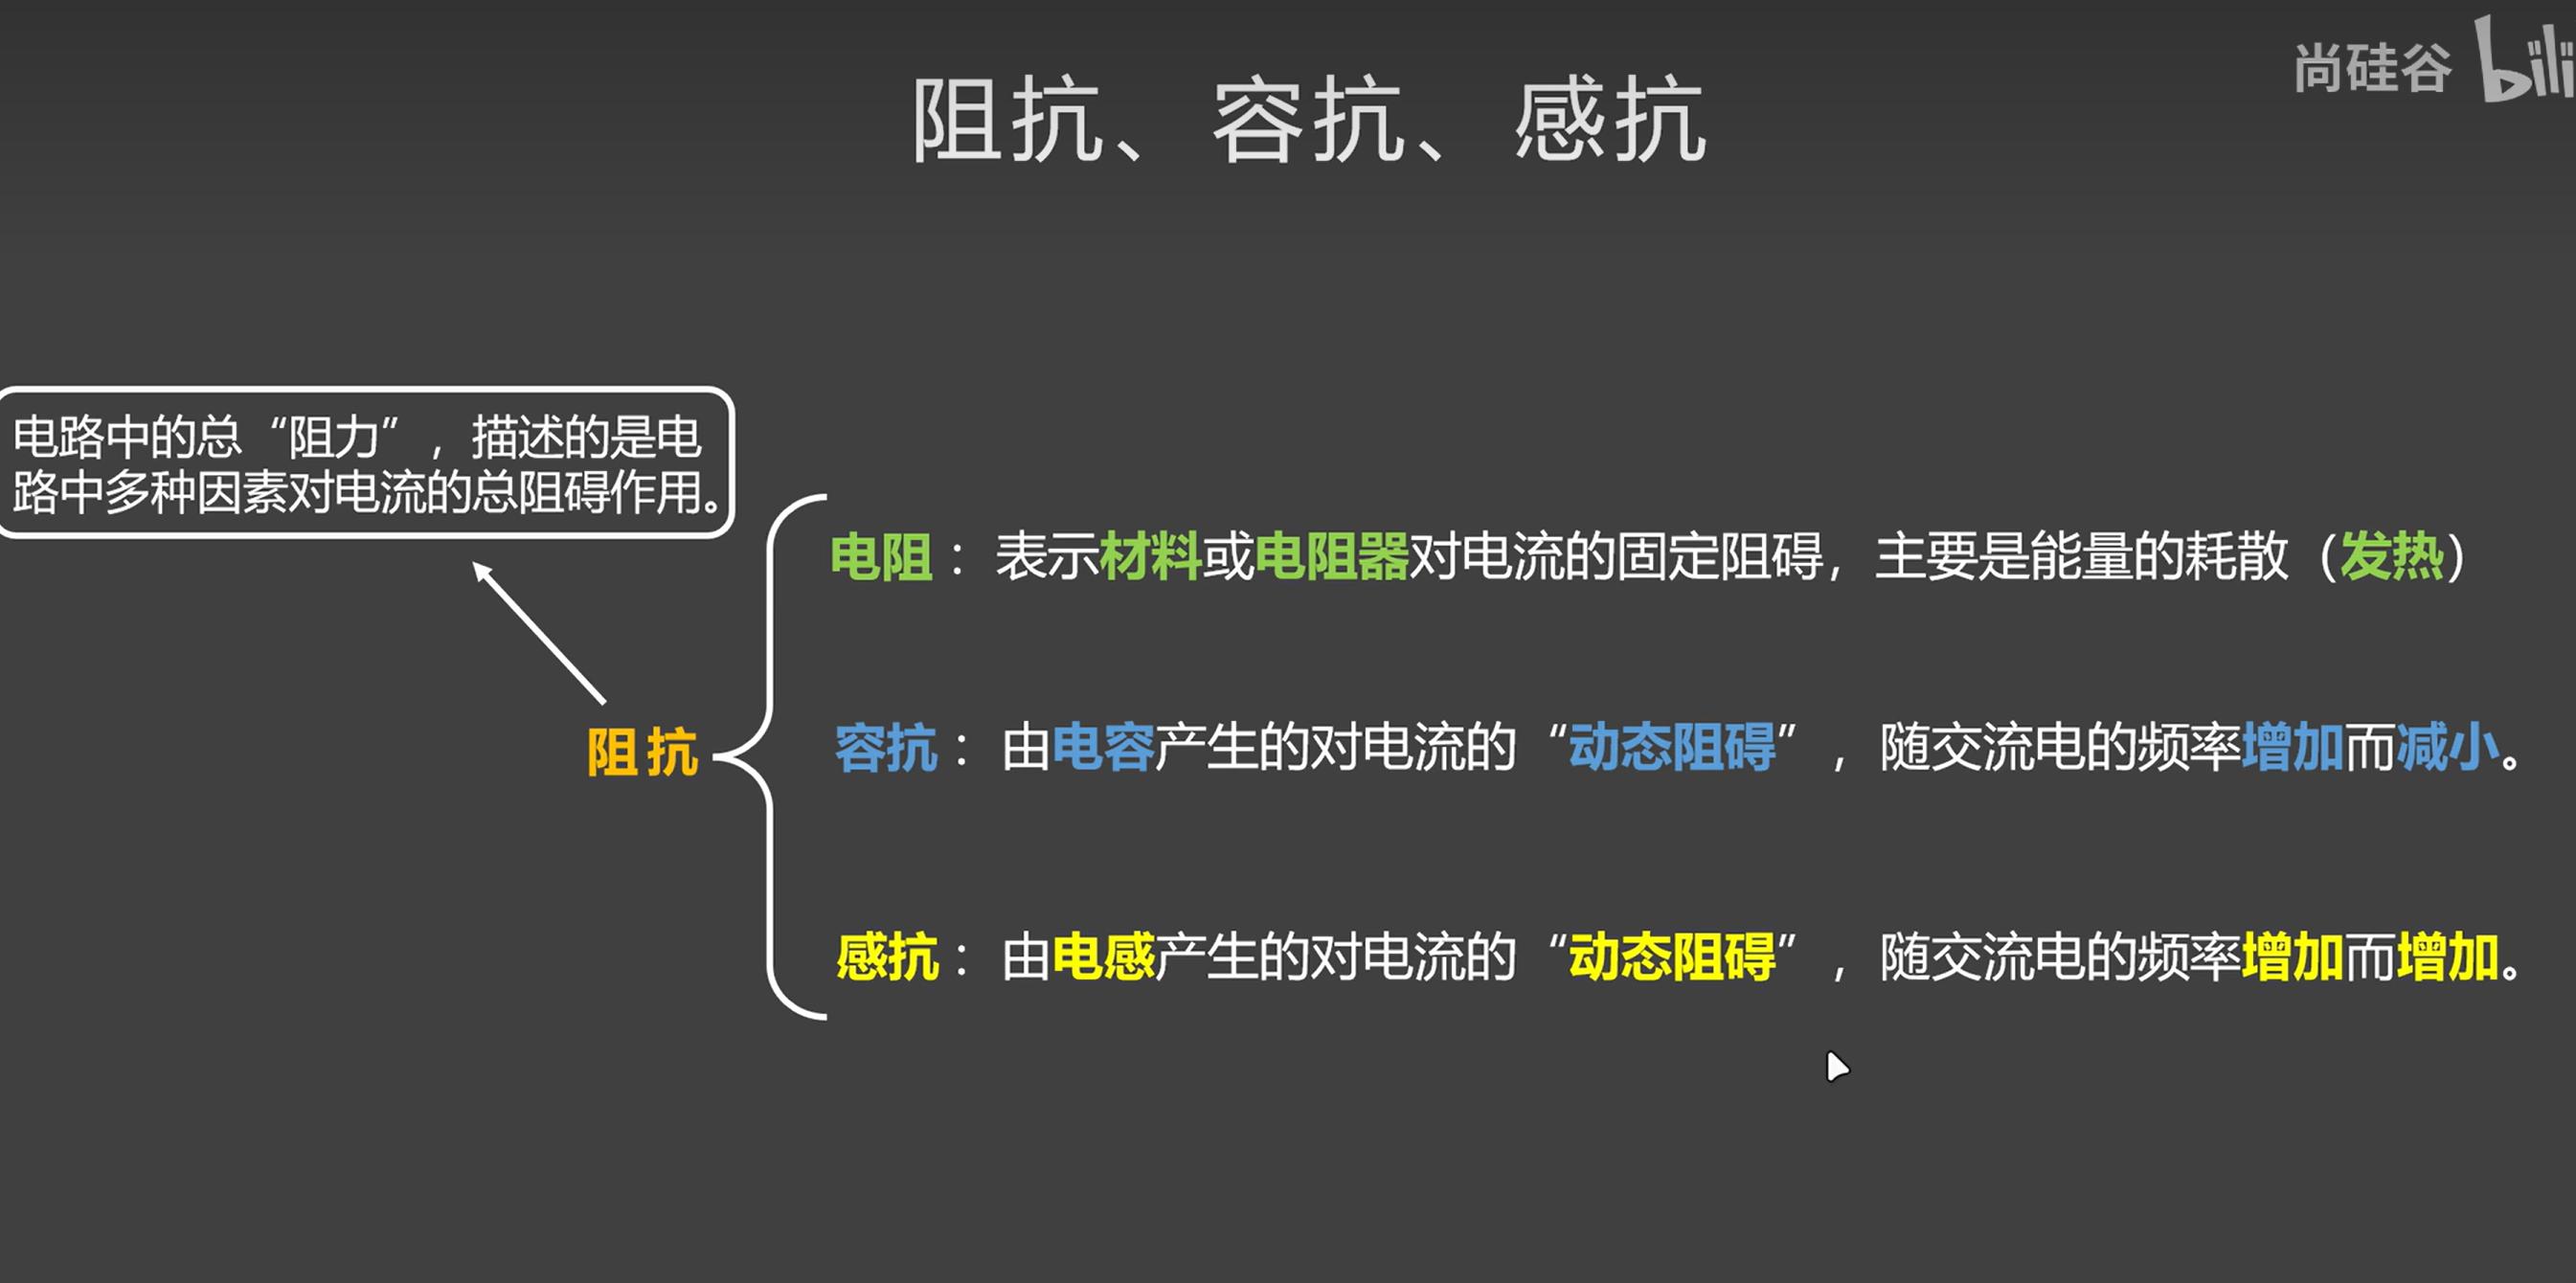 尚硅谷 bili
阻抗、容抗、感抗
电路中的总“阻力”，描述的是电
路中多种因素对电流的总阻碍作用。
阻抗
电阻：表示材料或电阻器对电流的固定阻碍，主要是能量的耗散（发热）
容抗：由电容产生的对电流的“动态阻碍”，随交流电的频率增加而减小。
感抗：由电感产生的对电流的“动态阻碍”，随交流电的频率增加而增加。